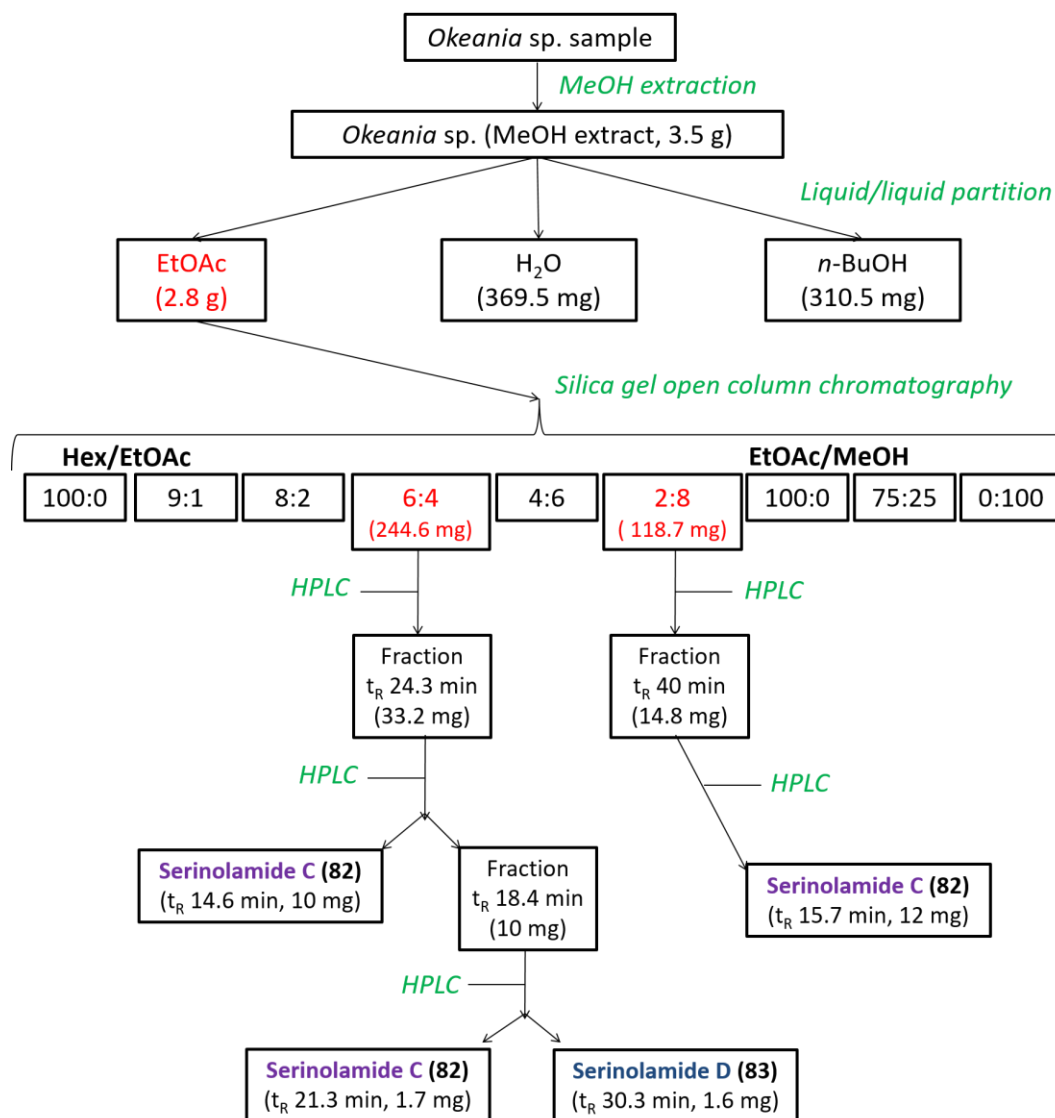 Okeania sp. sample
MeOH extraction
Okeania sp. (MeOH extract, 3.5 g)
Liquid/liquid partition
EtOAc
(2.8 g)
H₂O
(369.5 mg)
n-BuOH
(310.5 mg)
Silica gel open column chromatography
Hex/EtOAc
EtOAc/MeOH
100:0
9:1
8:2
6:4
(244.6 mg)
4:6
2:8
( 118.7 mg)
100:0
75:25
0:100
HPLC
HPLC
Fraction
tR 24.3 min
(33.2 mg)
Fraction
tR 40 min
(14.8 mg)
HPLC
HPLC
Serinolamide C (82)
(tR 14.6 min, 10 mg)
Fraction
tR 18.4 min
(10 mg)
Serinolamide C (82)
(tR 15.7 min, 12 mg)
HPLC
Serinolamide C (82)
(tR 21.3 min, 1.7 mg)
Serinolamide D (83)
(tR 30.3 min, 1.6 mg)